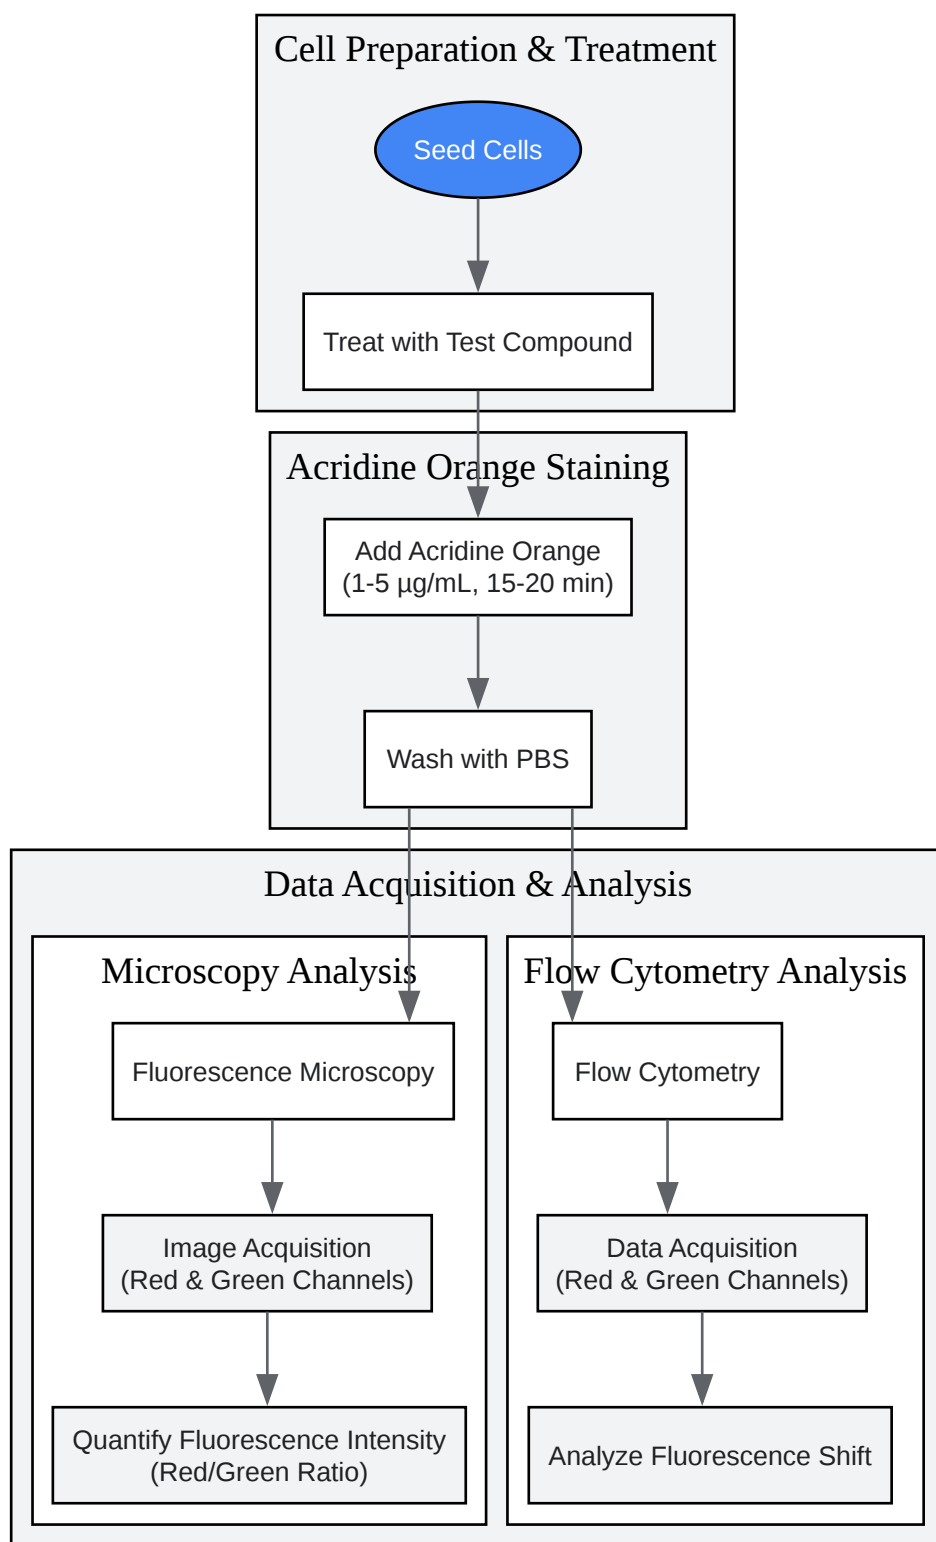 Cell Preparation & Treatment
Seed Cells
Treat with Test Compound
Acridine Orange Staining
Add Acridine Orange
(1-5 µg/mL, 15-20 min)
Wash with PBS
Data Acquisition & Analysis
Microscopy Analysis
Fluorescence Microscopy
Image Acquisition
(Red & Green Channels)
Quantify Fluorescence Intensity
(Red/Green Ratio)
Flow Cytometry Analysis
Flow Cytometry
Data Acquisition
(Red & Green Channels)
Analyze Fluorescence Shift